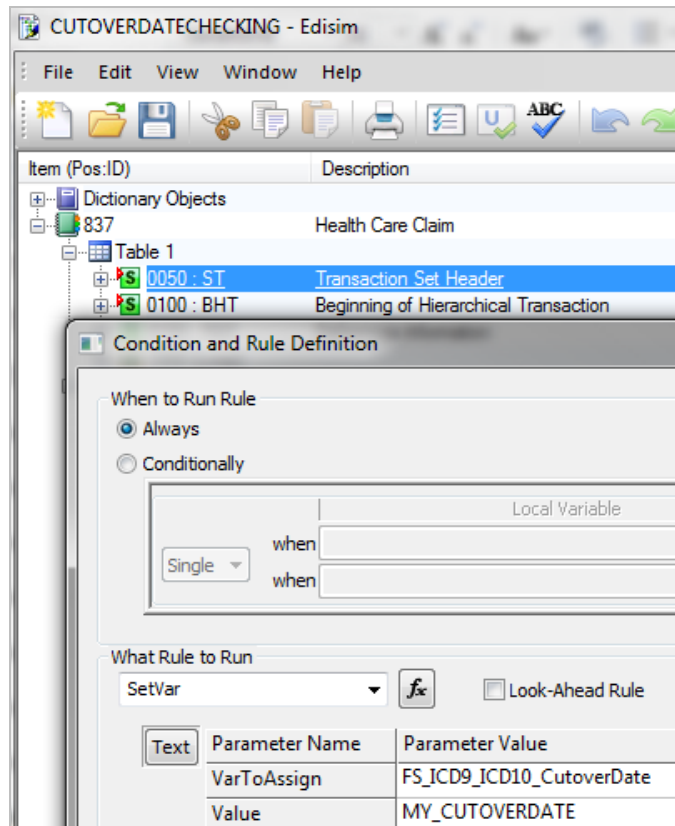 CUTOVERDATECHECKING - Edisim
File Edit View Window Help
ABC
Item (Pos:ID) Description
Dictionary Objects
837 Health Care Claim
Table 1
S 0050 : ST Transaction Set Header
S 0100 : BHT Beginning of Hierarchical Transaction
Condition and Rule Definition
When to Run Rule
Always
Conditionally
Local Variable
when
Single
when
What Rule to Run
SetVar fx Look-Ahead Rule
Text Parameter Name Parameter Value
VarToAssign FS_ICD9_ICD10_CutoverDate
Value MY_CUTOVERDATE